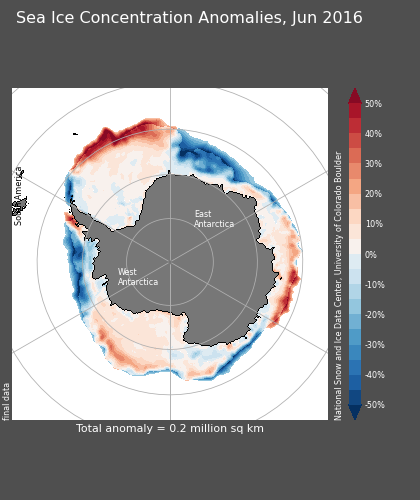 Sea Ice Concentration Anomalies, Jun 2016
South America
East
Antarctica
West
Antarctica
50%
40%
30%
20%
10%
0%
-10%
-20%
-30%
-40%
-50%
National Snow and Ice Data Center, University of Colorado Boulder
final data
Total anomaly = 0.2 million sq km